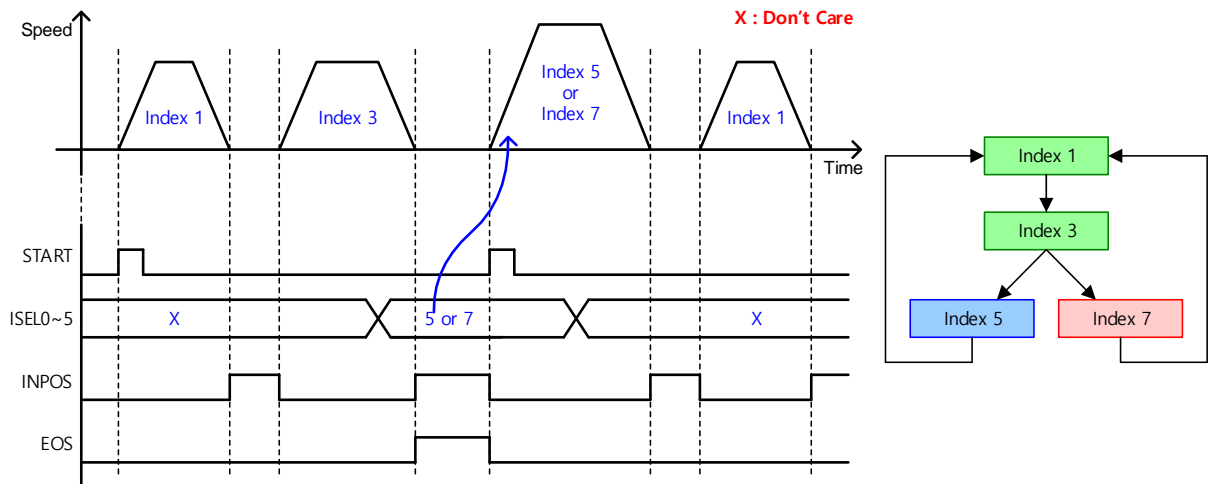 X : Don't Care
Speed
Index 1
Index 3
Index 5
or
Index 7
Index 1
Time
START
ISEL0~5
X
5 or 7
X
INPOS
EOS
Index 1
Index 3
Index 5
Index 7